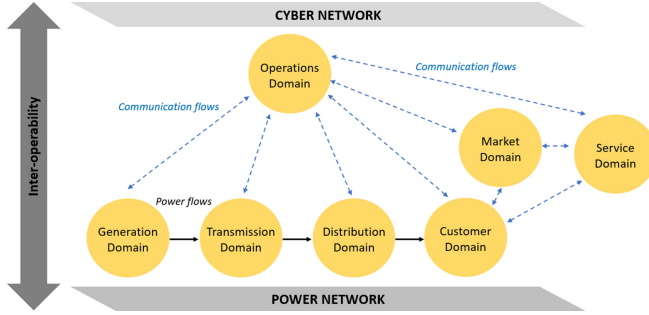 CYBER NETWORK
Inter-operability
Operations
Domain
Communication flows
Communication flows
Market
Domain
Service
Domain
Power flows
Generation
Domain
Transmission
Domain
Distribution
Domain
Customer
Domain
POWER NETWORK